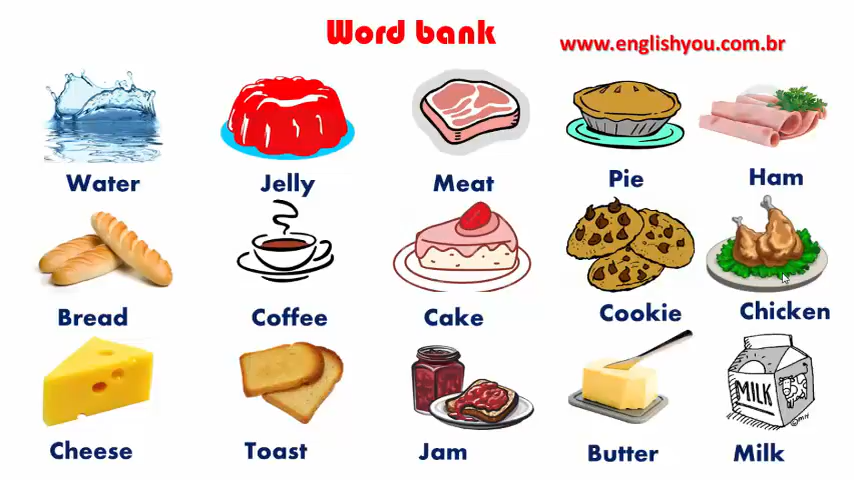 Word bank
www.englishyou.com.br
Water
Jelly
Meat
Pie
Ham
Bread
Coffee
Cake
Cookie
Chicken
MILK
Cheese
Toast
Jam
Butter
Milk